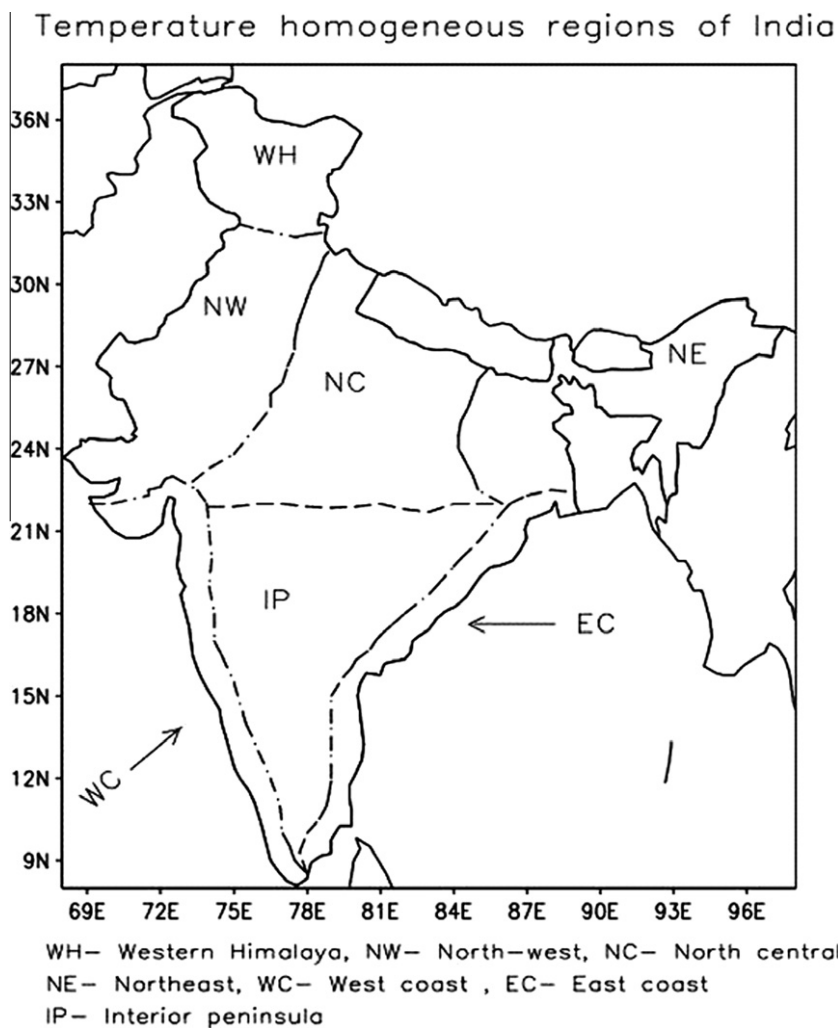 Temperature homogeneous regions of India
36N
WH
33N
30N
NW
27N
NE
NC
24N
21N
IP
18N
EC
15N
WC
12N
9N
69E 72E 75E 78E 81E 84E 87E 90E 93E 96E
WH– Western Himalaya, NW– North–west, NC– North central
NE– Northeast, WC– West coast , EC– East coast
IP– Interior peninsula